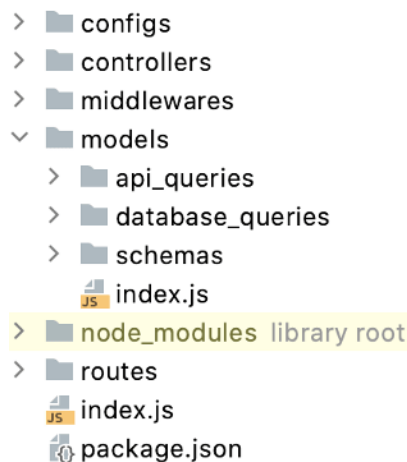 configs
controllers
middlewares
models
api_queries
database_queries
schemas
JS index.js
node_modules library root
routes
JS index.js
package.json